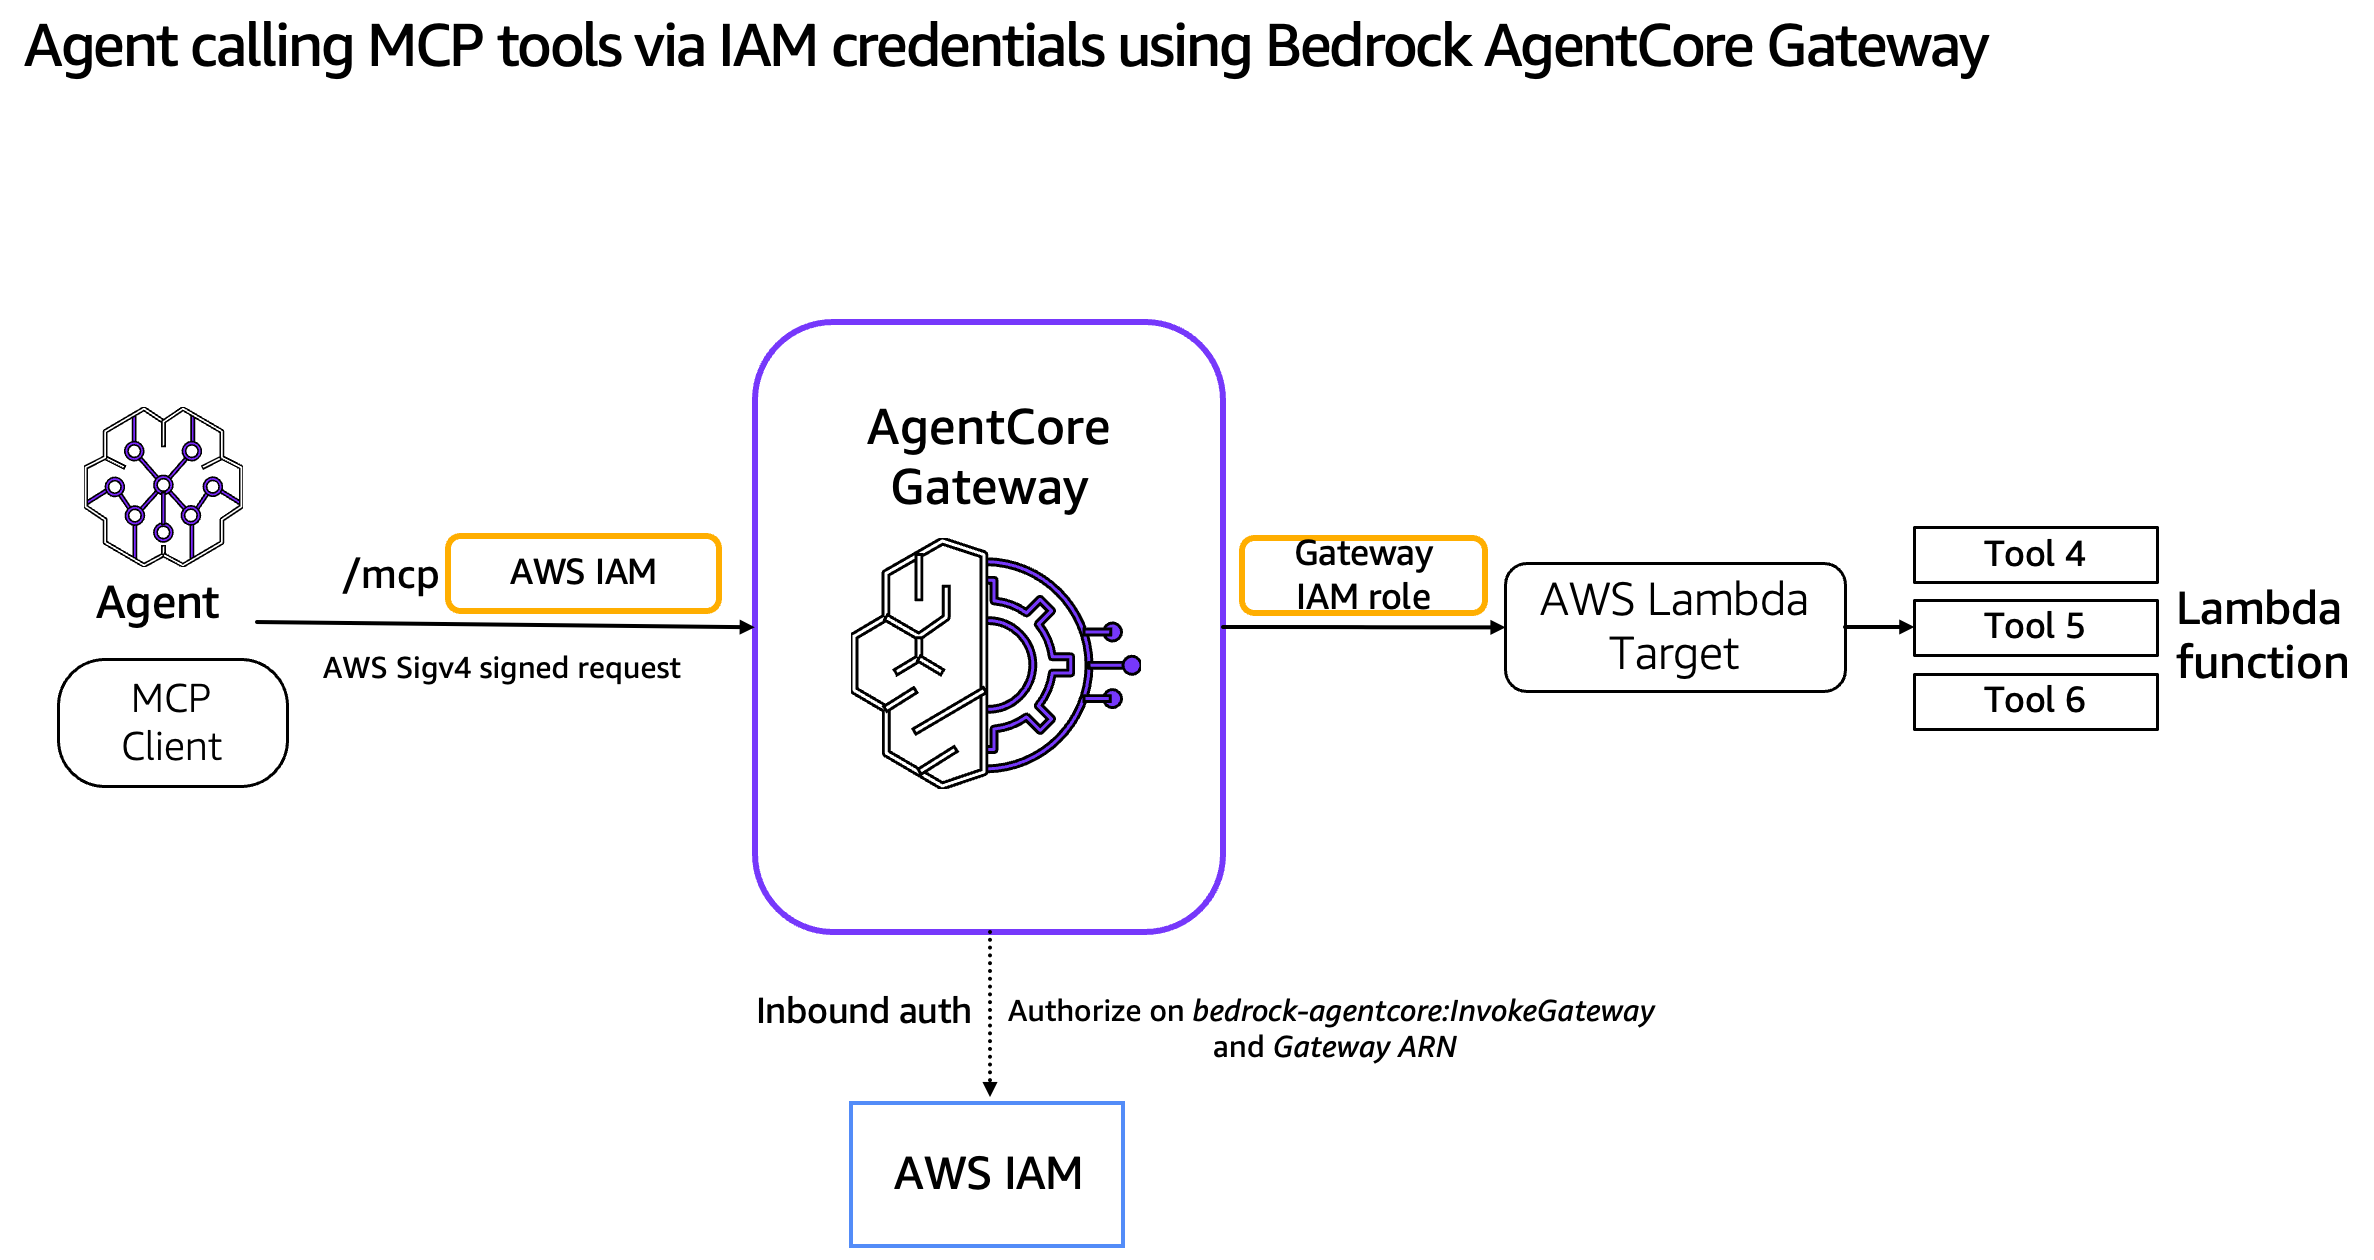 Agent calling MCP tools via IAM credentials using Bedrock AgentCore Gateway
AgentCore
Gateway
Agent
MCP
Client
/mcp
AWS IAM
AWS Sigv4 signed request
Gateway
IAM role
AWS Lambda
Target
Tool 4
Tool 5
Tool 6
Lambda
function
Inbound auth
Authorize on bedrock-agentcore:InvokeGateway
and Gateway ARN
AWS IAM